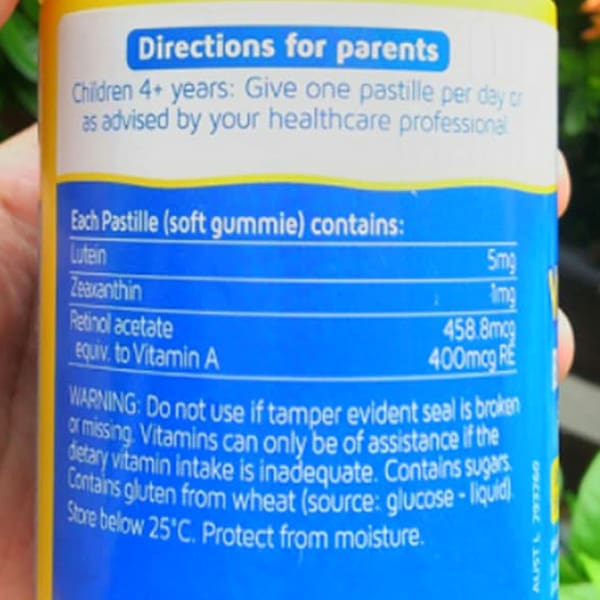 Directions for parents
Children 4+ years: Give one pastille per day or
as advised by your healthcare professional.
Each Pastille (soft gummie) contains:
Lutein 5mg
Zeaxanthin 1mg
Retinol acetate 458.8mcg
equiv. to Vitamin A 400mcg RE
WARNING: Do not use if tamper evident seal is broken
or missing. Vitamins can only be of assistance if the
dietary vitamin intake is inadequate. Contains sugars.
Contains gluten from wheat (source: glucose - liquid)
Store below 25°C. Protect from moisture.
AUST L 293260